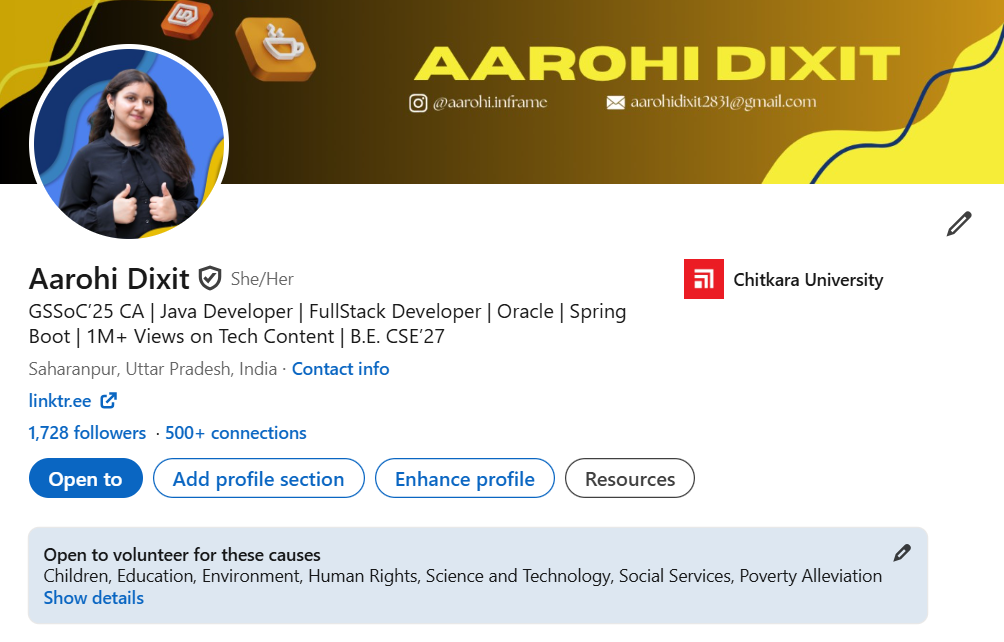 AAROHI DIXIT
@aarohi.inframe
aarohidixit2831@gmail.com
Aarohi Dixit She/Her
Chitkara University
GSSoC’25 CA | Java Developer | FullStack Developer | Oracle | Spring
Boot | 1M+ Views on Tech Content | B.E. CSE’27
Saharanpur, Uttar Pradesh, India · Contact info
linktr.ee
1,728 followers · 500+ connections
Open to
Add profile section
Enhance profile
Resources
Open to volunteer for these causes
Children, Education, Environment, Human Rights, Science and Technology, Social Services, Poverty Alleviation
Show details